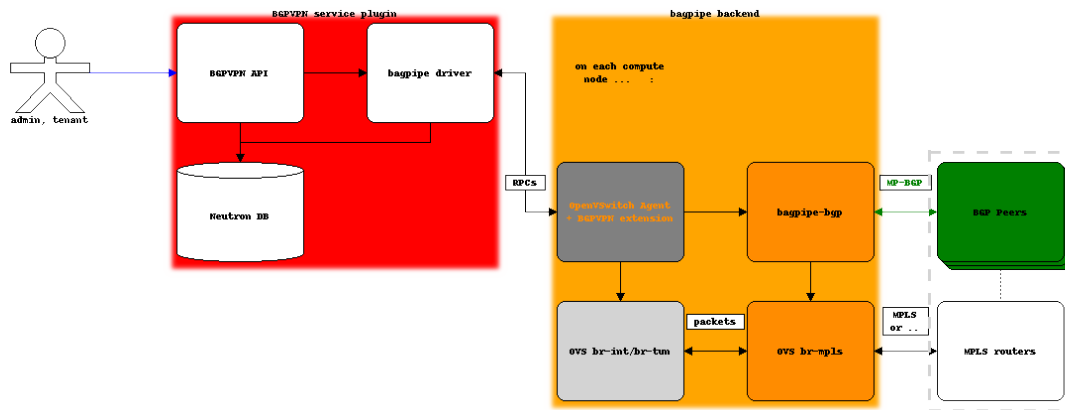 BGPVPN service plugin
bagpipe backend
admin, tenant
BGPVPN API
bagpipe driver
on each compute
node ... :
Neutron DB
RPCs
OpenVSwitch Agent
+ BGPVPN extension
bagpipe-bgp
MP-BGP
BGP Peers
OVS br-int/br-tun
packets
OVS br-mpls
MPLS
or ..
MPLS routers